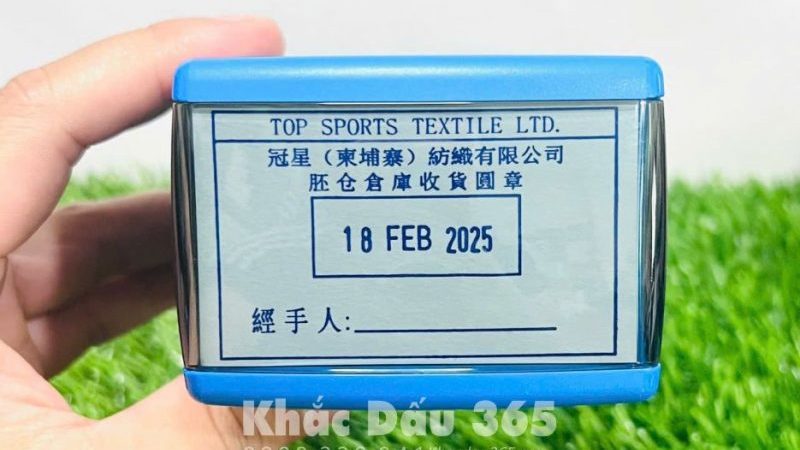 TOP SPORTS TEXTILE LTD.
冠星（柬埔寨）紡織有限公司
胚仓倉庫收貨圓章
18 FEB 2025
經手人:
Khắc Dấu 365